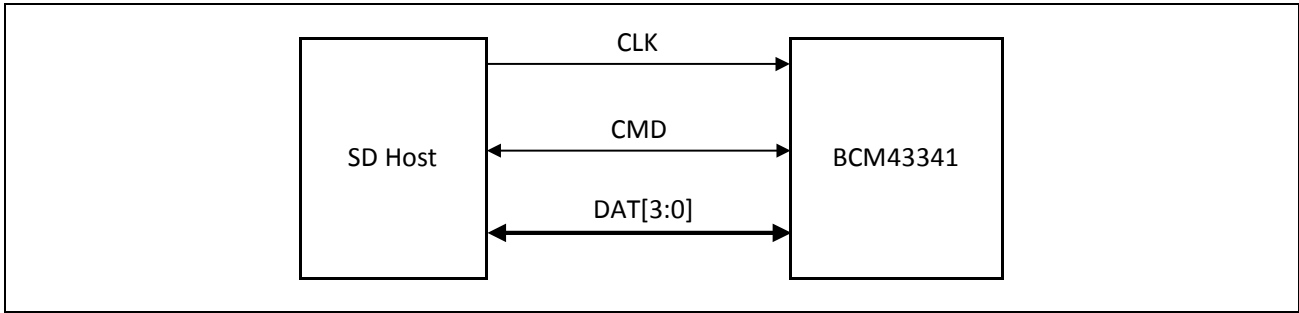 CLK
CMD
SD Host
BCM43341
DAT[3:0]